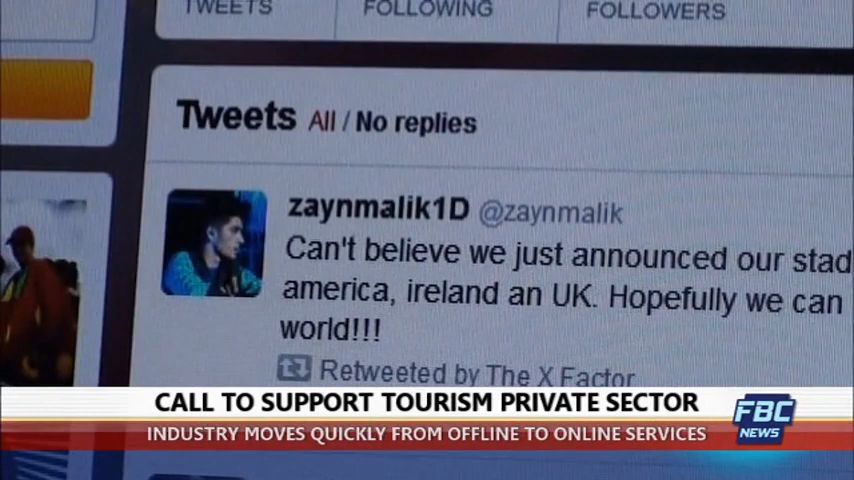 TWEETS FOLLOWING FOLLOWERS
Tweets All / No replies
zaynmalik1D @zaynmalik
Can't believe we just announced our stad
america, ireland an UK. Hopefully we can
world!!!
Retweeted by The X Factor
CALL TO SUPPORT TOURISM PRIVATE SECTOR
INDUSTRY MOVES QUICKLY FROM OFFLINE TO ONLINE SERVICES
FBC
NEWS